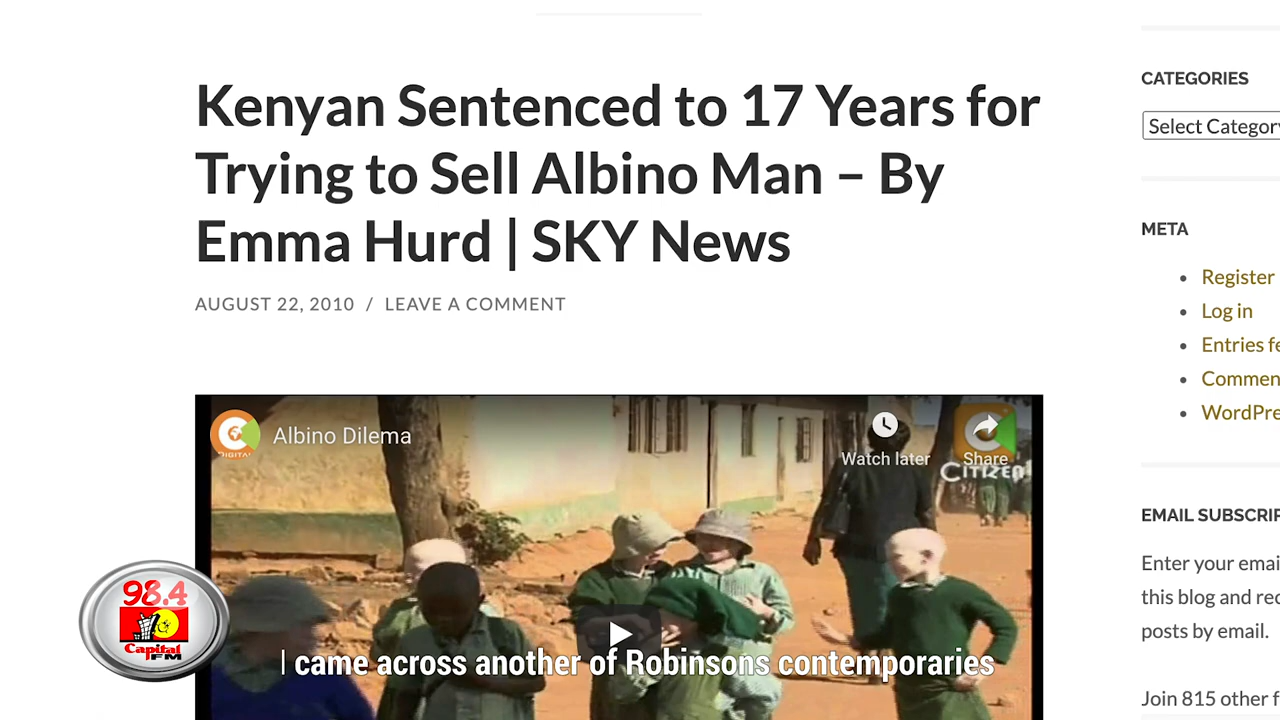 Kenyan Sentenced to 17 Years for
Trying to Sell Albino Man – By
Emma Hurd | SKY News
AUGUST 22, 2010 / LEAVE A COMMENT
CATEGORIES
Select Category
META
Register
Log in
Entries fe
Commen
WordPre
EMAIL SUBSCRIP
Enter your emai
this blog and rec
posts by email.
Join 815 other f
DIGITAL
Albino Dilema
Watch later
Share
CITIZEN
98.4
Capital
FM
I came across another of Robinsons contemporaries